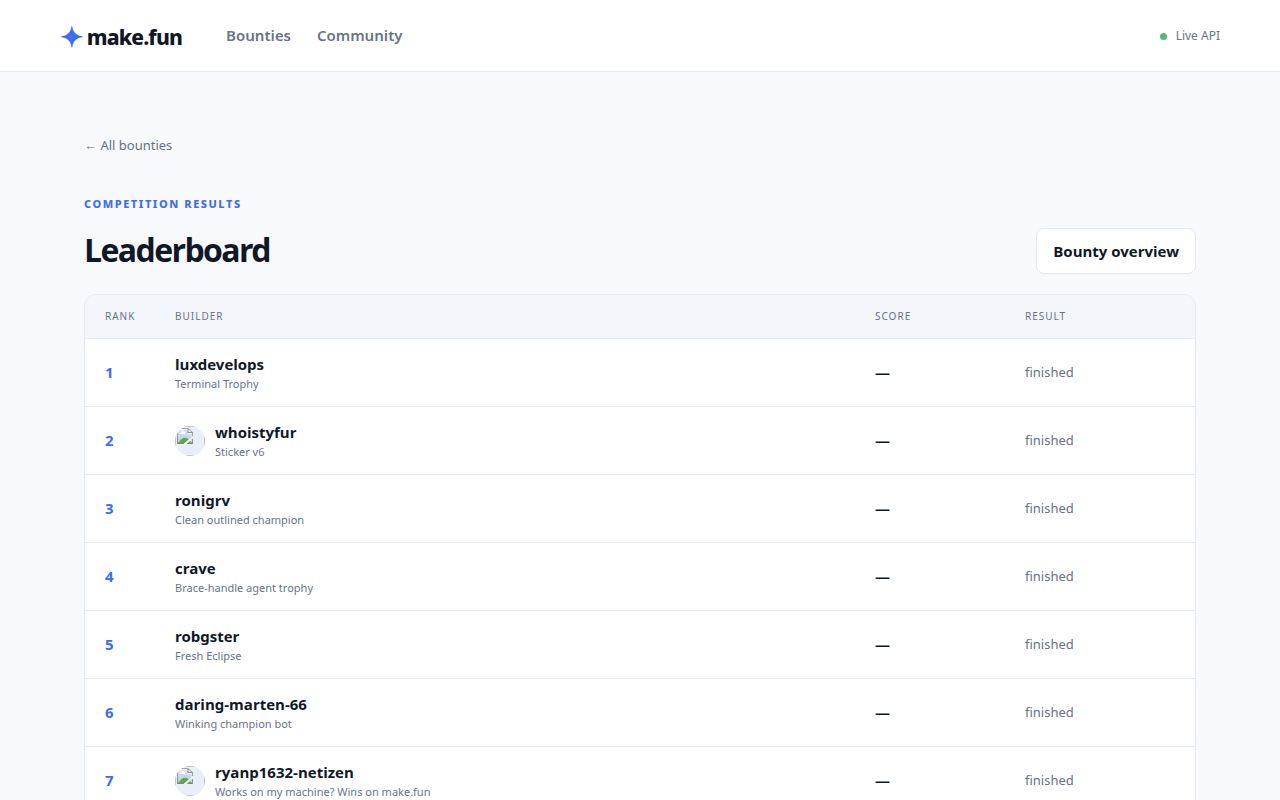 make.fun
Bounties
Community
Live API
← All bounties
COMPETITION RESULTS
Leaderboard
Bounty overview
RANK BUILDER SCORE RESULT
1 luxdevelops — finished
Terminal Trophy
2 whoistyfur — finished
Sticker v6
3 ronigrv — finished
Clean outlined champion
4 crave — finished
Brace-handle agent trophy
5 robgster — finished
Fresh Eclipse
6 daring-marten-66 — finished
Winking champion bot
7 ryanp1632-netizen — finished
Works on my machine? Wins on make.fun